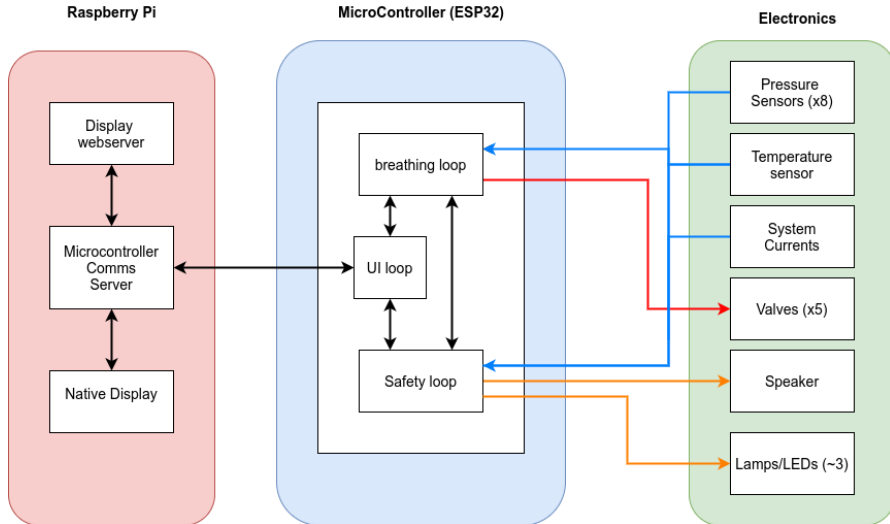 Raspberry Pi
MicroController (ESP32)
Electronics
Display
webserver
Microcontroller
Comms
Server
Native Display
breathing loop
UI loop
Safety loop
Pressure
Sensors (x8)
Temperature
sensor
System
Currents
Valves (x5)
Speaker
Lamps/LEDs (~3)